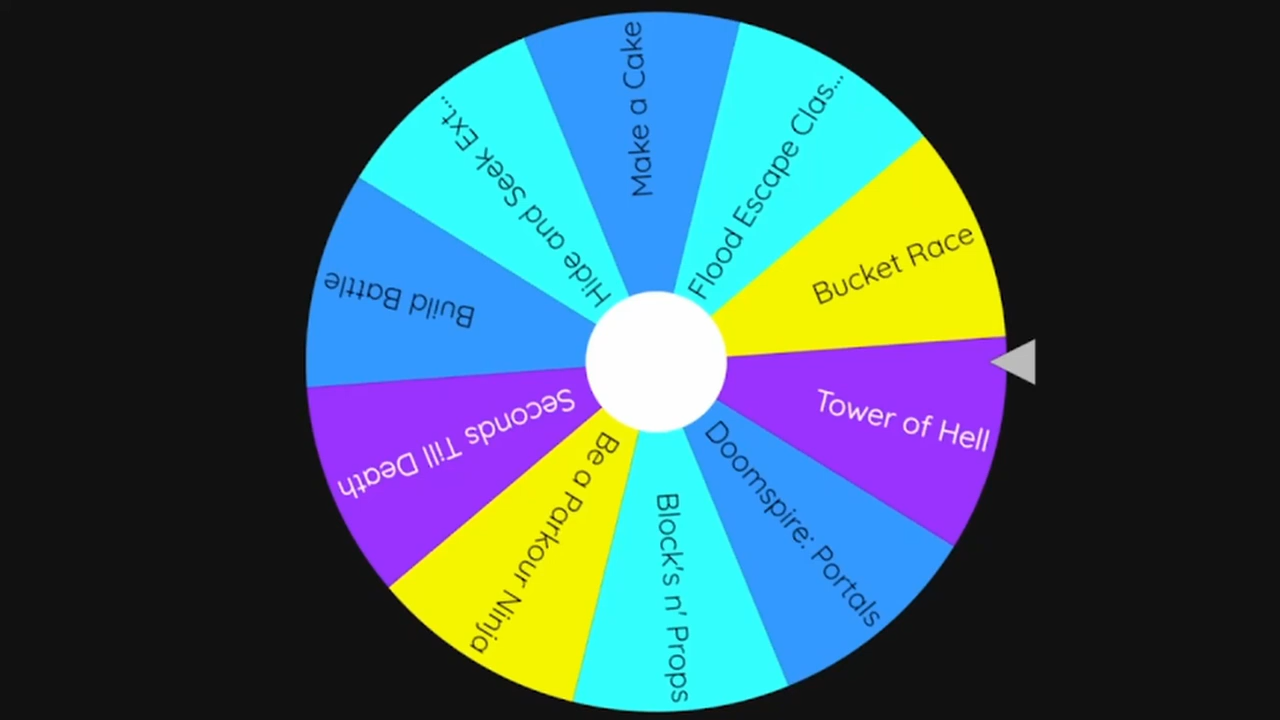 Make a Cake
Flood Escape Clas...
Bucket Race
Tower of Hell
Doomspire: Portals
Block's n' Props
Be a Parkour Ninja
Seconds Till Death
Build Battle
Hide and Seek Ext...